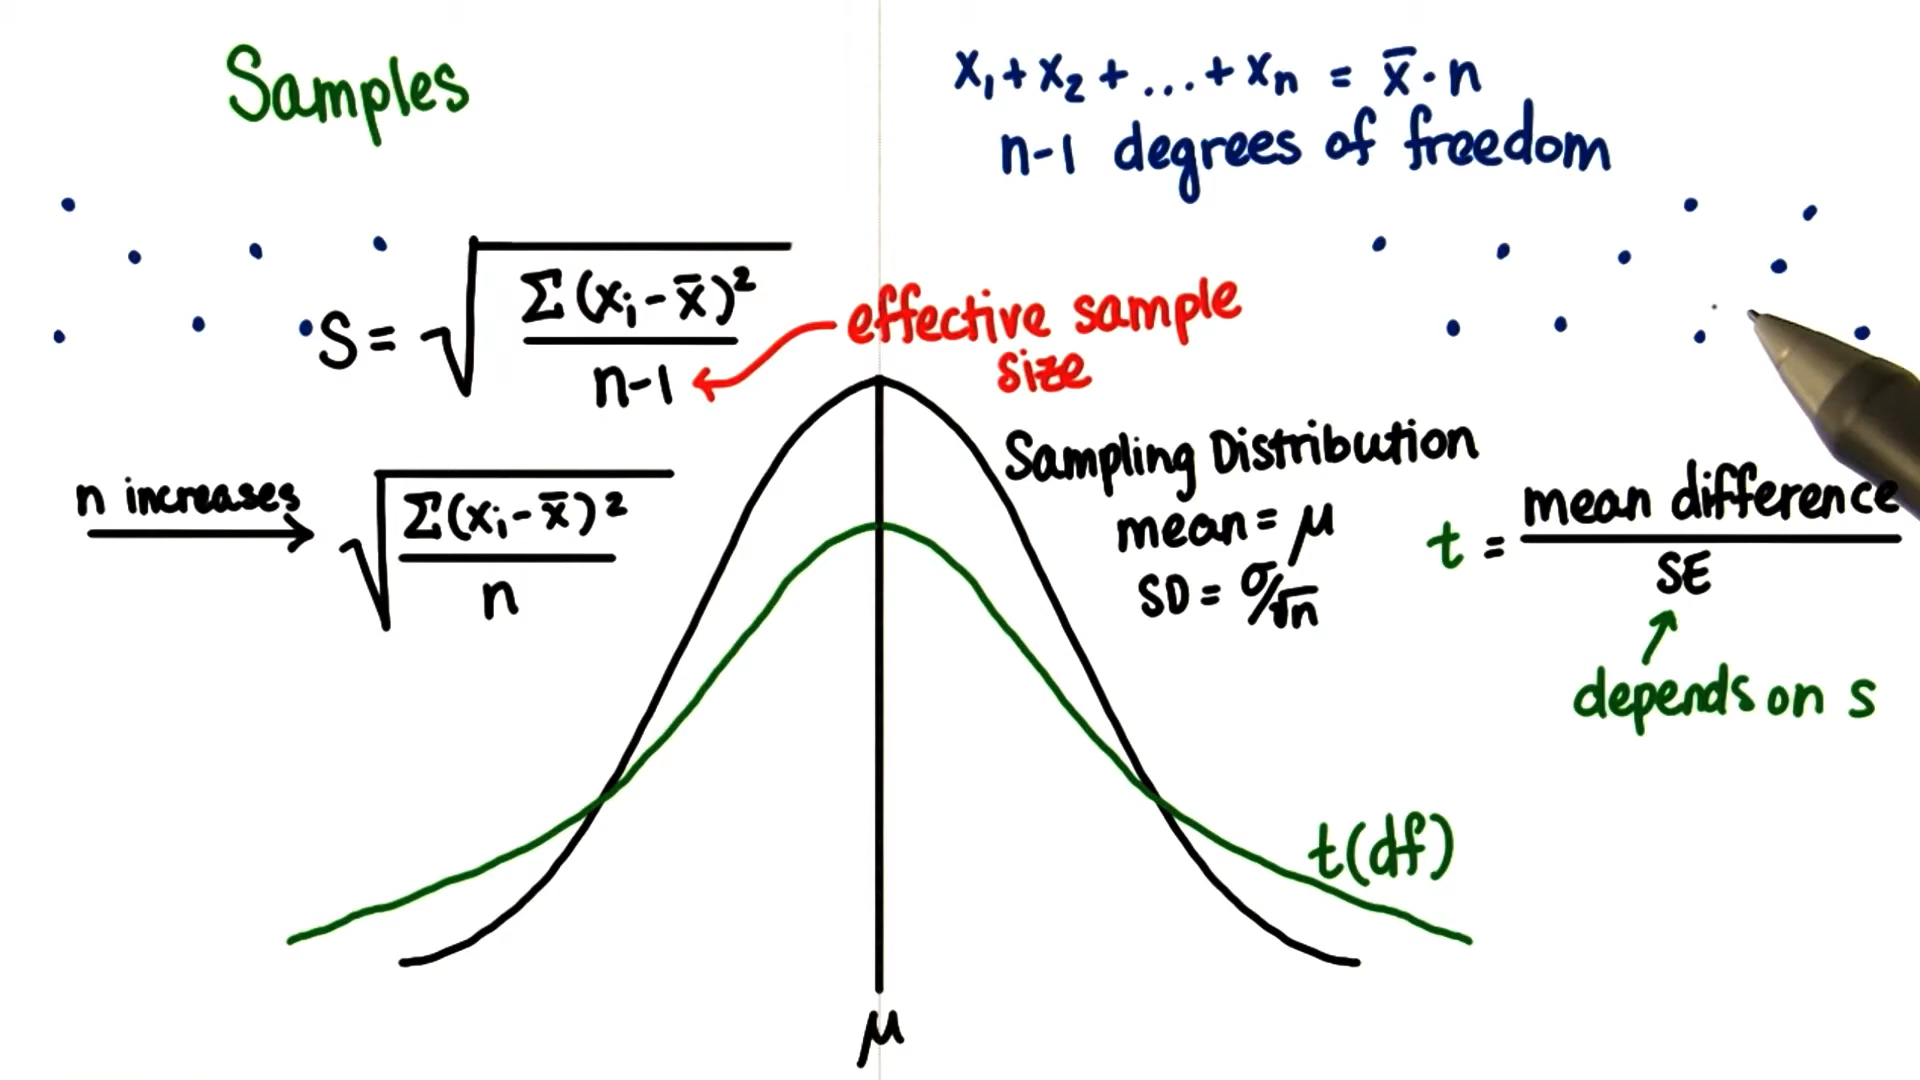 Samples
x₁+x₂+...+xₙ = x̄·n
n-1 degrees of freedom
S = √(Σ(xᵢ-x̄)²/n-1)
effective sample
size
n increases
√(Σ(xᵢ-x̄)²/n)
Sampling Distribution
mean = μ
SD = σ/√n
t = mean difference/SE
depends on s
t(df)
μ